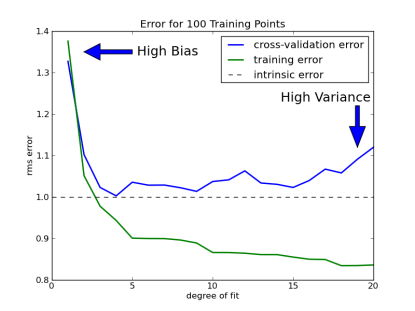 Error for 100 Training Points
1.4
1.3
1.2
1.1
1.0
0.9
0.8
rms error
High Bias
cross-validation error
training error
intrinsic error
High Variance
0
5
10
15
20
degree of fit